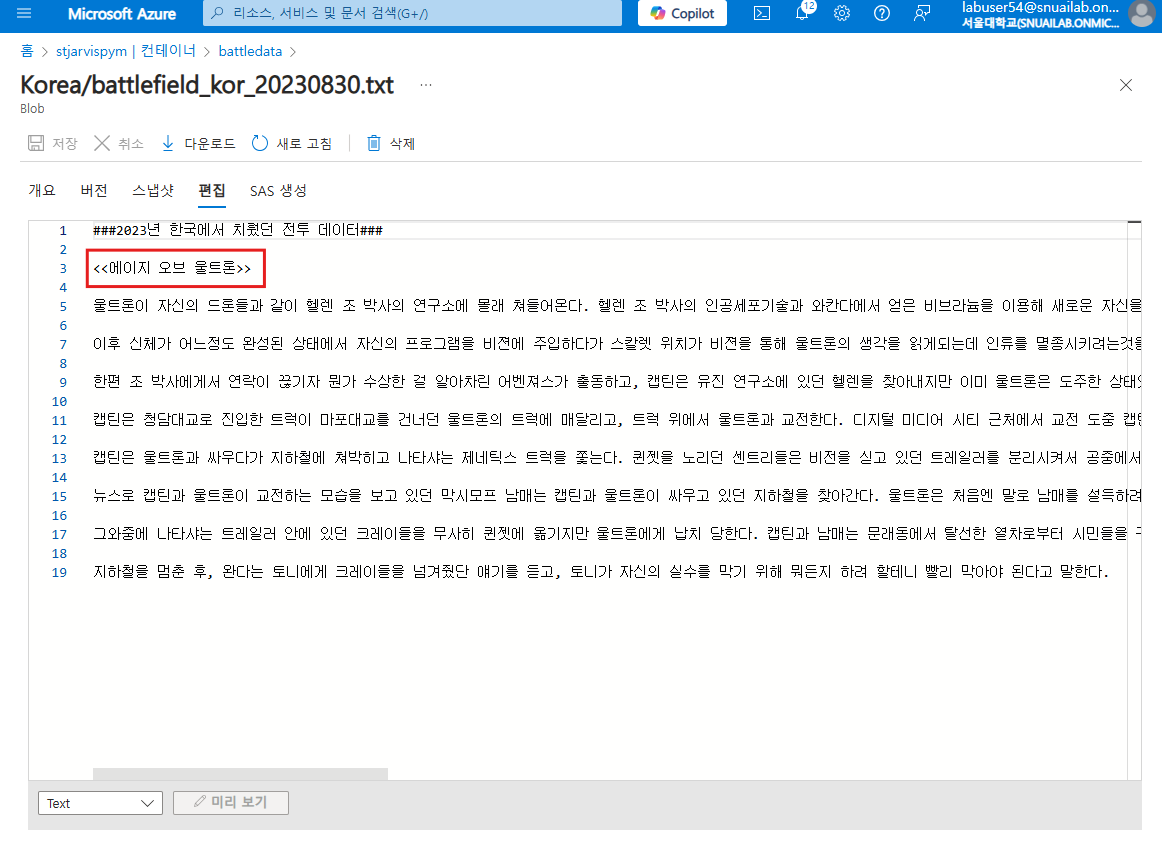 Microsoft Azure
리소스, 서비스 및 문서 검색(G+/)
Copilot
12
labuser54@snuailab.on...
서울대학교(SNUAILAB.ONMIC...
홈 > stjarvispym | 컨테이너 > battledata >
Korea/battlefield_kor_20230830.txt ...
Blob
저장 취소 다운로드 새로 고침 삭제
개요 버전 스냅샷 편집 SAS 생성
1 ###2023년 한국에서 치뤘던 전투 데이터###
2
3 <<에이지 오브 울트론>>
4
5 울트론이 자신의 드론들과 같이 헬렌 조 박사의 연구소에 몰래 쳐들어온다. 헬렌 조 박사의 인공세포기술과 와칸다에서 얻은 비브라늄을 이용해 새로운 자신을
6
7 이후 신체가 어느정도 완성된 상태에서 자신의 프로그램을 비젼에 주입하다가 스칼렛 위치가 비젼을 통해 울트론의 생각을 읽게되는데 인류를 멸종시키려는것을
8
9 한편 조 박사에게서 연락이 끊기자 뭔가 수상한 걸 알아차린 어벤져스가 출동하고, 캡틴은 유진 연구소에 있던 헬렌을 찾아내지만 이미 울트론은 도주한
10
11 캡틴은 청담대교로 진입한 트럭이 마포대교를 건너던 울트론의 트럭에 매달리고, 트럭 위에서 울트론과 교전한다. 디지털 미디어 시티 근처에서 교전 도중
12
13 캡틴은 울트론과 싸우다가 지하철에 쳐박히고 나타샤는 제네틱스 트럭을 쫓는다. 퀸젯을 노리던 센트리들은 비전을 싣고 있던 트레일러를 분리시켜서 공중에서
14
15 뉴스로 캡틴과 울트론이 교전하는 모습을 보고 있던 막시모프 남매는 캡틴과 울트론이 싸우고 있던 지하철을 찾아간다. 울트론은 처음엔 말로 남매를 설득하려
16
17 그와중에 나타샤는 트레일러 안에 있던 크레이들을 무사히 퀸젯에 옮기지만 울트론에게 납치 당한다. 캡틴과 남매는 문래동에서 탈선한 열차로부터 시민들을
18
19 지하철을 멈춘 후, 완다는 토니에게 크레이들을 넘겨줬단 얘기를 듣고, 토니가 자신의 실수를 막기 위해 뭐든지 하려 할테니 빨리 막아야 된다고 말한다.
Text
미리 보기